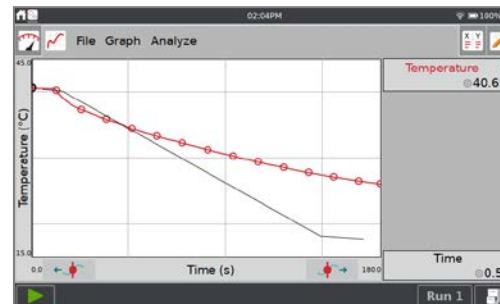 02:04PM
100%
File Graph Analyze
X Y
Temperature
40.6
45.0
Temperature (°C)
15.0
0.0
Time (s)
180.0
Time
0.5
Run 1